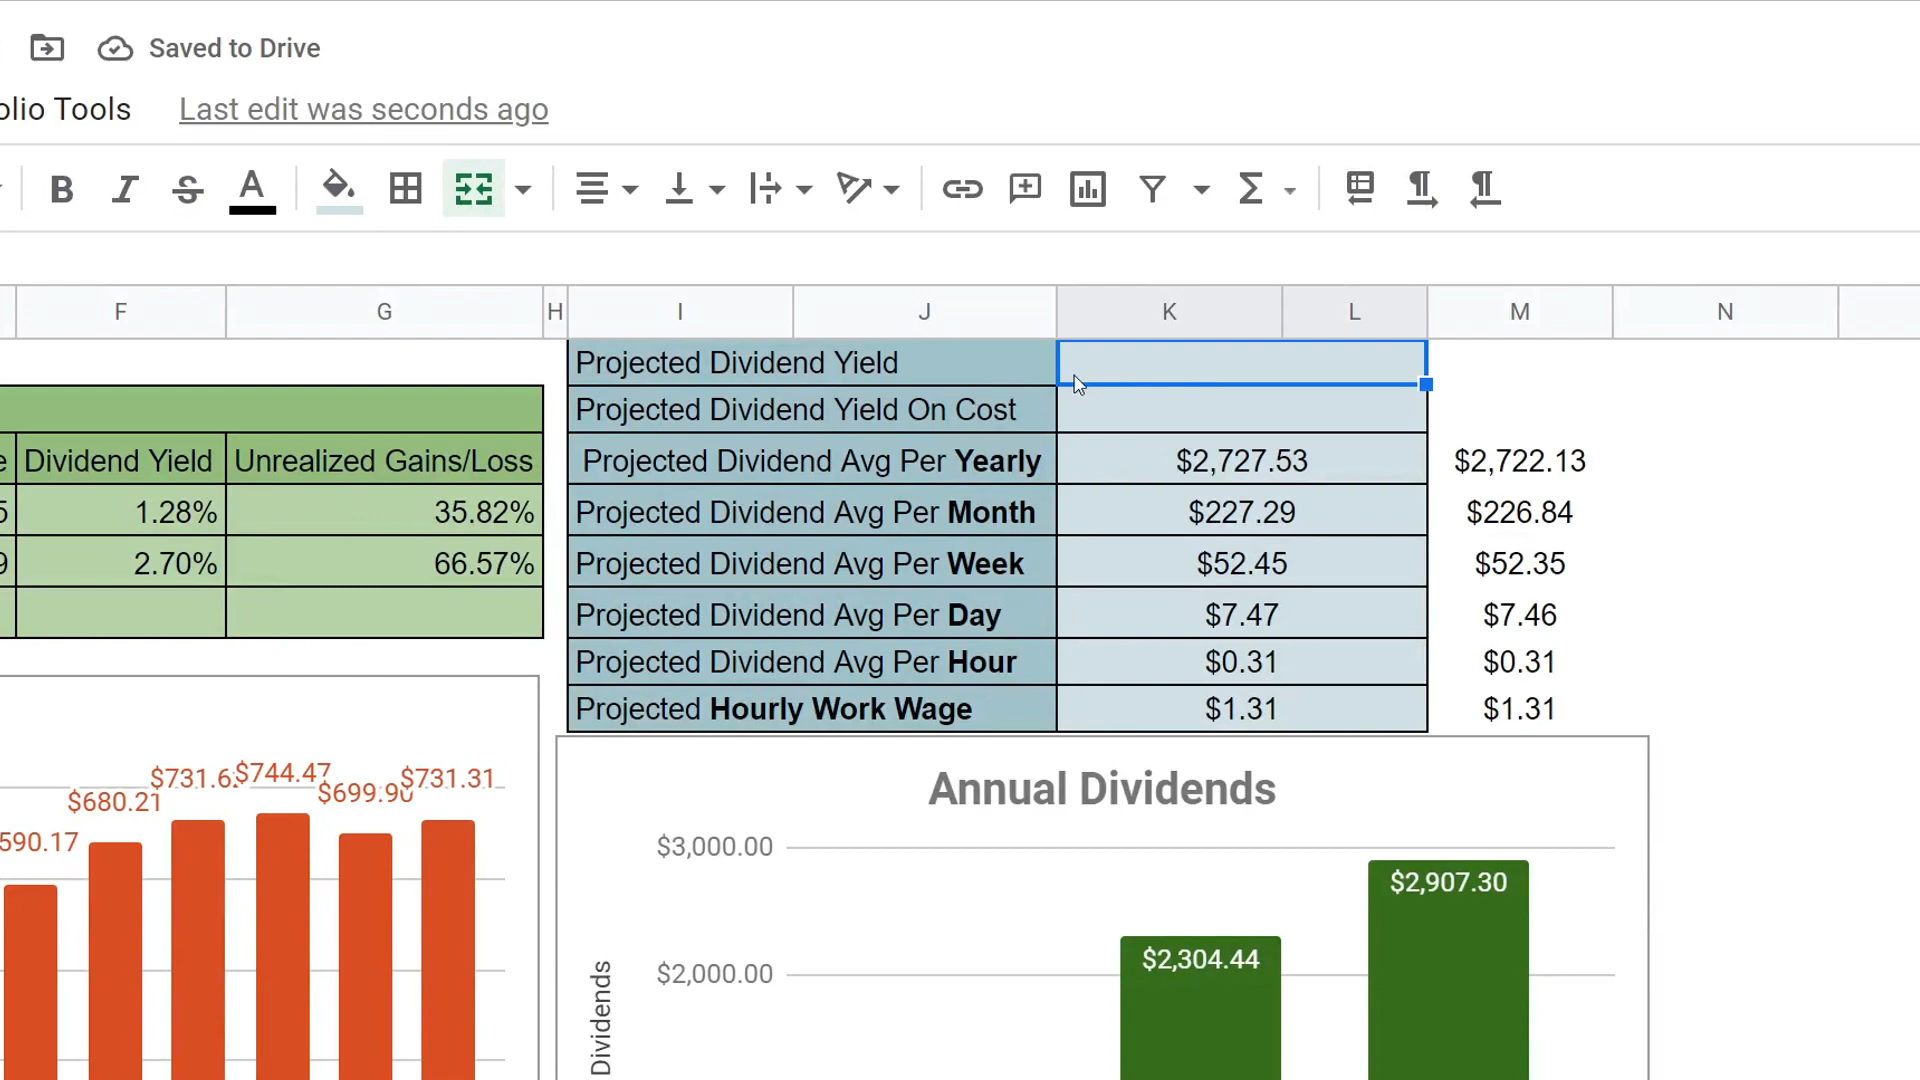 Saved to Drive
olio Tools Last edit was seconds ago
B I S A
F G H I J K L M N
Projected Dividend Yield
Projected Dividend Yield On Cost
e Dividend Yield Unrealized Gains/Loss Projected Dividend Avg Per Yearly $2,727.53 $2,722.13
5 1.28% 35.82% Projected Dividend Avg Per Month $227.29 $226.84
9 2.70% 66.57% Projected Dividend Avg Per Week $52.45 $52.35
Projected Dividend Avg Per Day $7.47 $7.46
Projected Dividend Avg Per Hour $0.31 $0.31
Projected Hourly Work Wage $1.31 $1.31
590.17 $680.21 $731.6 $744.47 $699.90 $731.31
Annual Dividends
$3,000.00
$2,907.30
$2,304.44
$2,000.00
Dividends